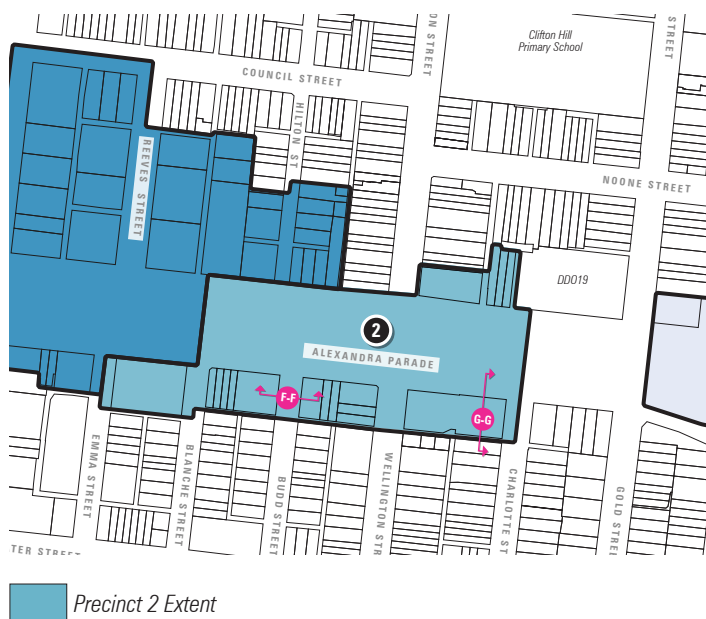 ON STREET
Clifton Hill
Primary School
STREET
COUNCIL STREET
HILTON ST
REEVES STREET
NOONE STREET
DDO19
2
ALEXANDRA PARADE
F-F
G-G
EMMA STREET
BLANCHE STREET
BUDD STREET
WELLINGTON STR
CHARLOTTE ST
GOLD STREE
TER STREET
Precinct 2 Extent